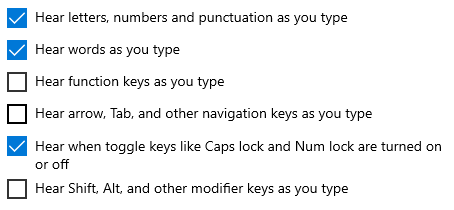 Hear letters, numbers and punctuation as you type
Hear words as you type
Hear function keys as you type
Hear arrow, Tab, and other navigation keys as you type
Hear when toggle keys like Caps lock and Num lock are turned on
or off
Hear Shift, Alt, and other modifier keys as you type